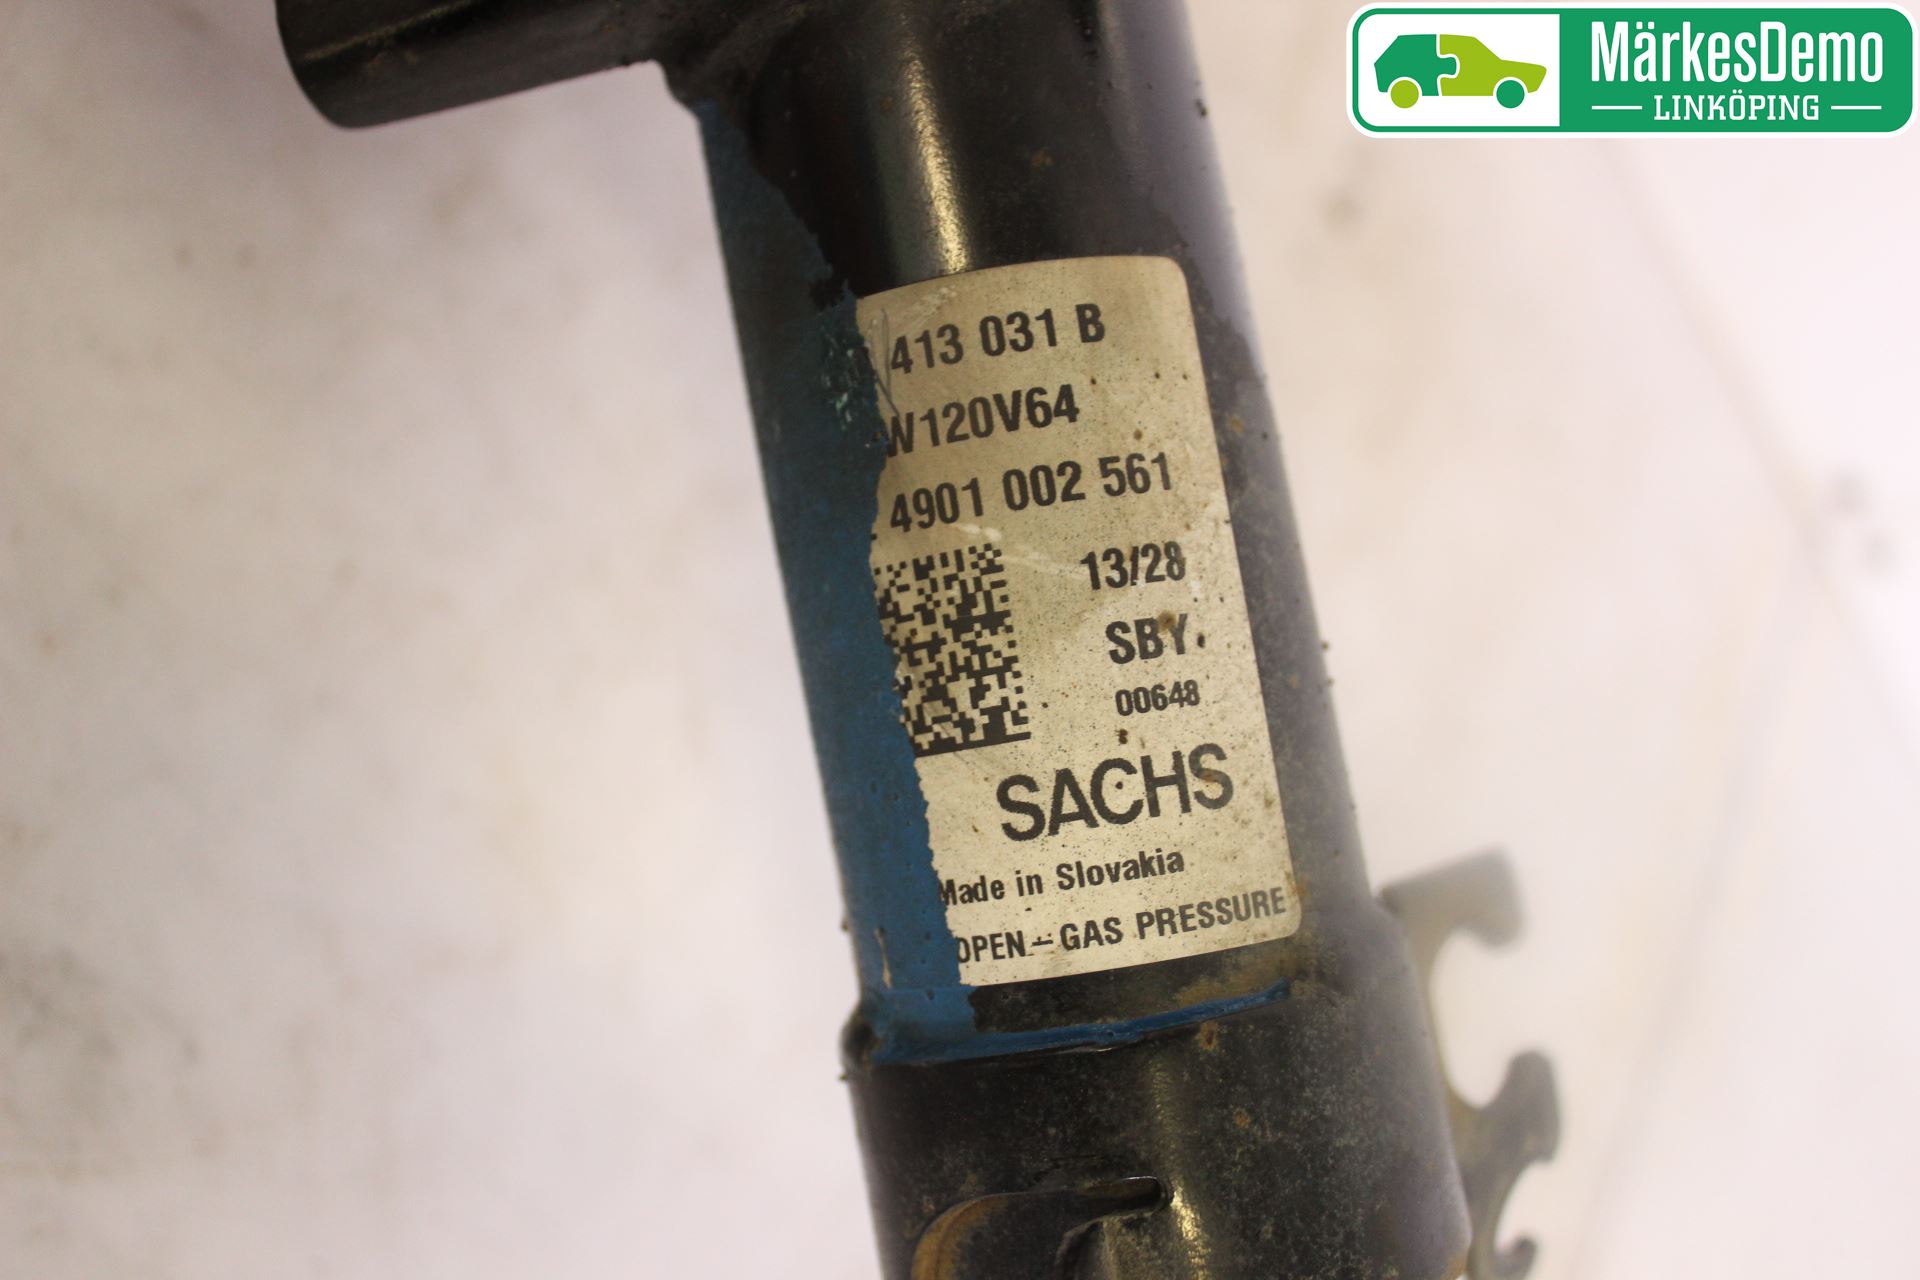 MärkesDemo
LINKÖPING
413 031 B
W120V64
4901 002 561
13/28
SBY
00648
SACHS
Made in Slovakia
OPEN - GAS PRESSURE